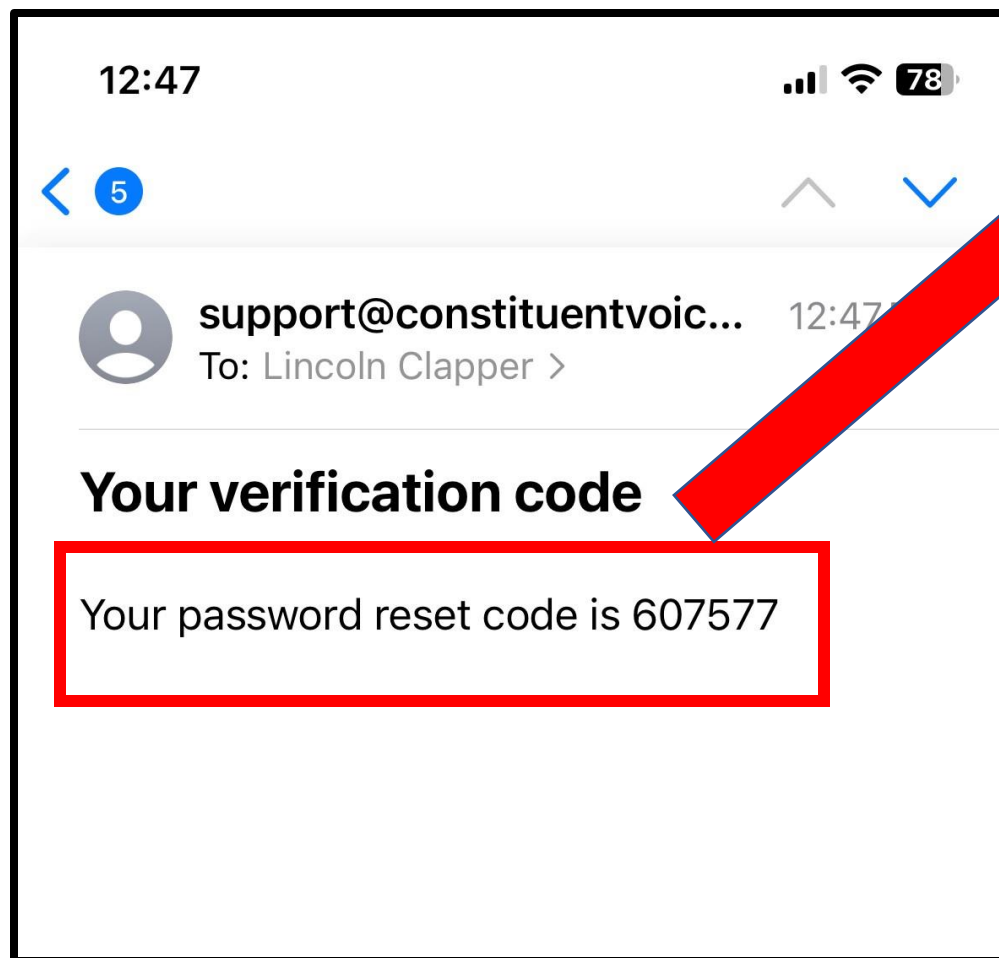 12:47
78
5
support@constituentvoic...
12:47
To: Lincoln Clapper >
Your verification code
Your password reset code is 607577